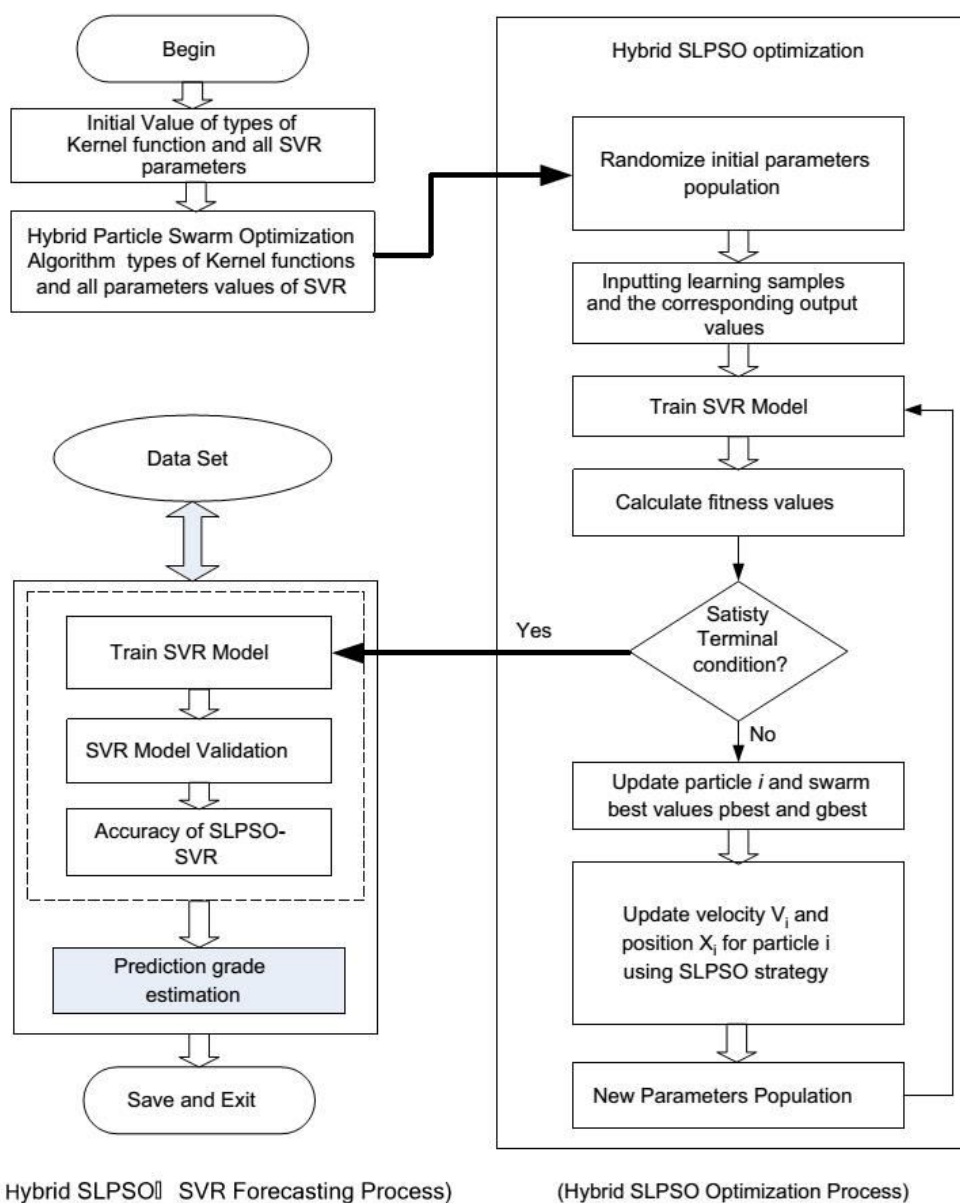 Begin
Initial Value of types of
Kernel function and all SVR
parameters
Hybrid Particle Swarm Optimization
Algorithm types of Kernel functions
and all parameters values of SVR
Data Set
Train SVR Model
SVR Model Validation
Accuracy of SLPSO-
SVR
Prediction grade
estimation
Save and Exit
Hybrid SLPSO▯ SVR Forecasting Process)
Hybrid SLPSO optimization
Randomize initial parameters
population
Inputting learning samples
and the corresponding output
values
Train SVR Model
Calculate fitness values
Satisty
Terminal
condition?
Yes
No
Update particle i and swarm
best values pbest and gbest
Update velocity Vi and
position Xi for particle i
using SLPSO strategy
New Parameters Population
(Hybrid SLPSO Optimization Process)